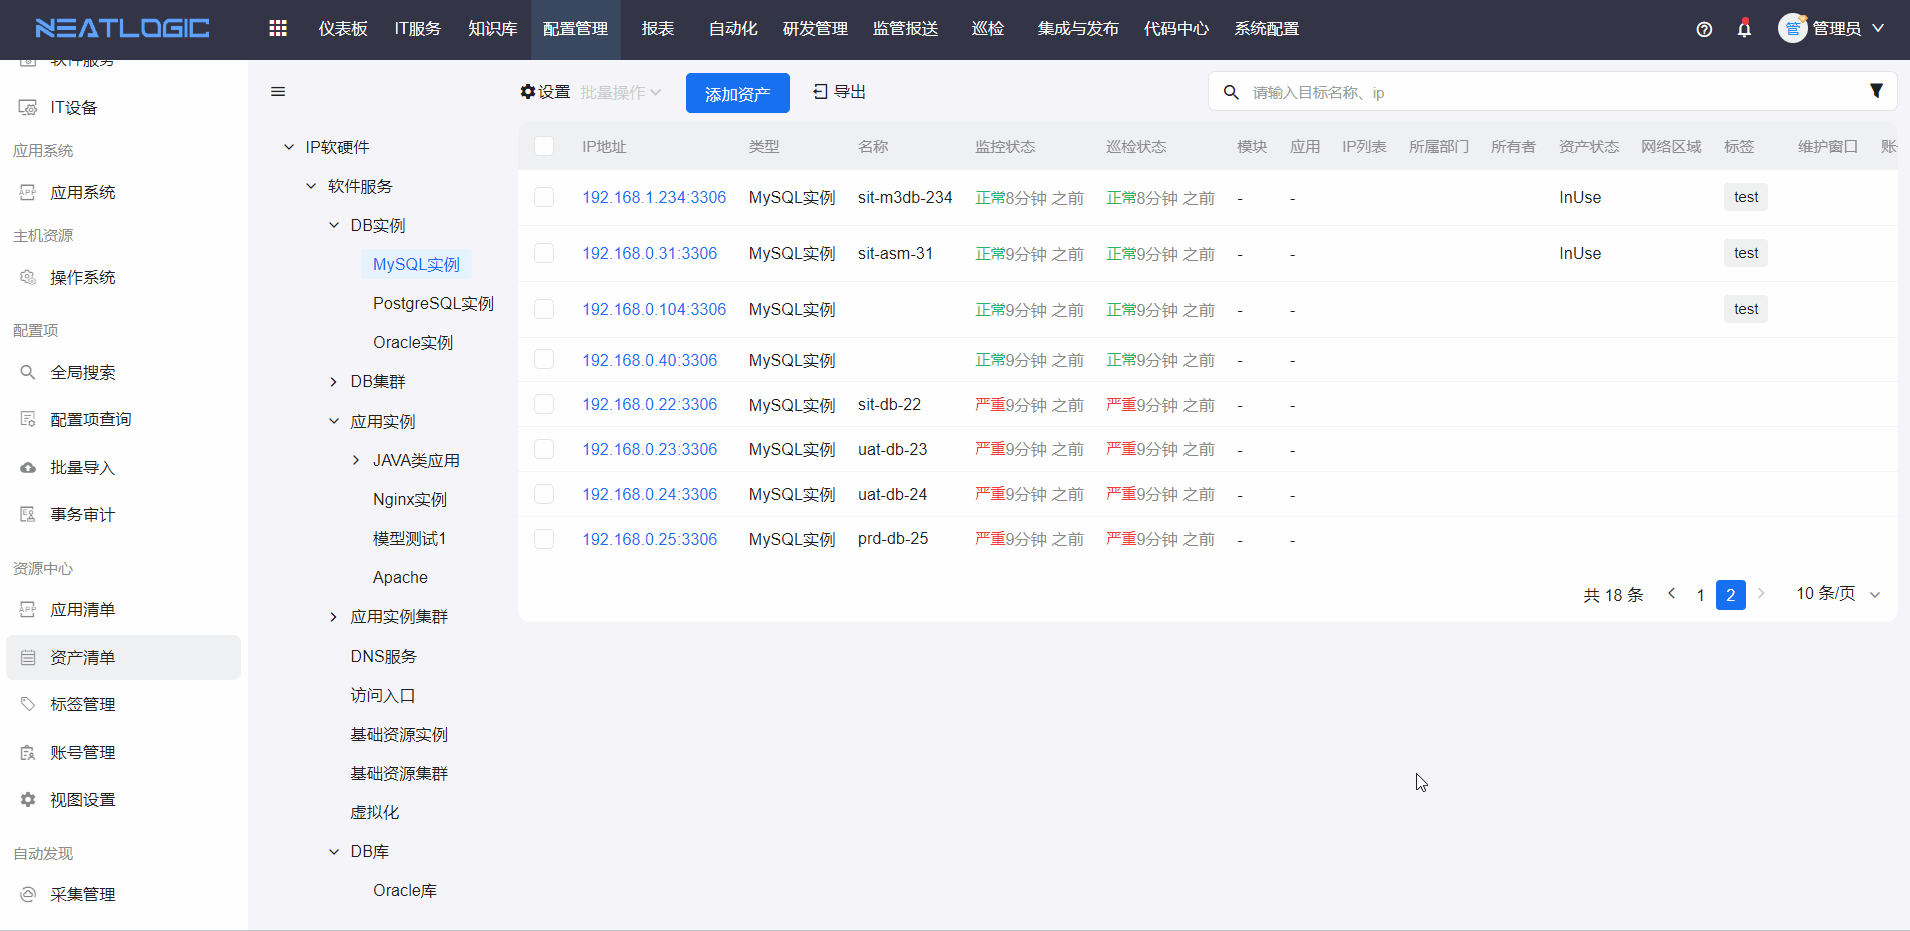 NEATLOGIC
仪表板 IT服务 知识库 配置管理 报表 自动化 研发管理 监管报送 巡检 集成与发布 代码中心 系统配置
管 管理员
软件服务
IT设备
应用系统
应用系统
主机资源
操作系统
配置项
全局搜索
配置项查询
批量导入
事务审计
资源中心
应用清单
资产清单
标签管理
账号管理
视图设置
自动发现
采集管理
IP软硬件
软件服务
DB实例
MySQL实例
PostgreSQL实例
Oracle实例
DB集群
应用实例
JAVA类应用
Nginx实例
模型测试1
Apache
应用实例集群
DNS服务
访问入口
基础资源实例
基础资源集群
虚拟化
DB库
Oracle库
设置 批量操作 添加资产 导出
请输入目标名称、ip
IP地址 类型 名称 监控状态 巡检状态 模块 应用 IP列表 所属部门 所有者 资产状态 网络区域 标签 维护窗口 账
192.168.1.234:3306 MySQL实例 sit-m3db-234 正常8分钟 之前 正常8分钟 之前 - - InUse test
192.168.0.31:3306 MySQL实例 sit-asm-31 正常9分钟 之前 正常9分钟 之前 - - InUse test
192.168.0.104:3306 MySQL实例 正常9分钟 之前 正常9分钟 之前 - - test
192.168.0.40:3306 MySQL实例 正常9分钟 之前 正常9分钟 之前 - -
192.168.0.22:3306 MySQL实例 sit-db-22 严重9分钟 之前 严重9分钟 之前 - -
192.168.0.23:3306 MySQL实例 uat-db-23 严重9分钟 之前 严重9分钟 之前 - -
192.168.0.24:3306 MySQL实例 uat-db-24 严重9分钟 之前 严重9分钟 之前 - -
192.168.0.25:3306 MySQL实例 prd-db-25 严重9分钟 之前 严重9分钟 之前 - -
共 18 条 1 2 10 条/页